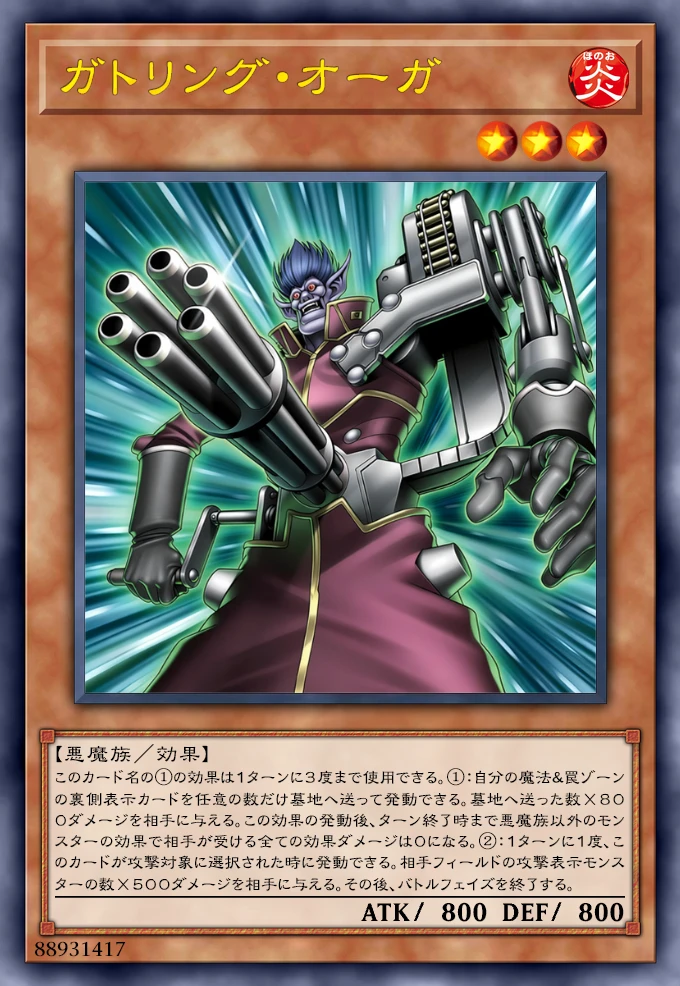 ガトリング・オーガ
ほのお
炎
【悪魔族／効果】
このカード名の①の効果は1ターンに3度まで使用できる。①：自分の魔法&罠ゾーン
の裏側表示カードを任意の数だけ墓地へ送って発動できる。墓地へ送った数×80
0ダメージを相手に与える。この効果の発動後、ターン終了時まで悪魔族以外のモン
スターの効果で相手が受ける全ての効果ダメージは0になる。②：1ターンに1度、こ
のカードが攻撃対象に選択された時に発動できる。相手フィールドの攻撃表示モンス
ターの数×500ダメージを相手に与える。その後、バトルフェイズを終了する。
ATK/ 800 DEF/ 800
88931417